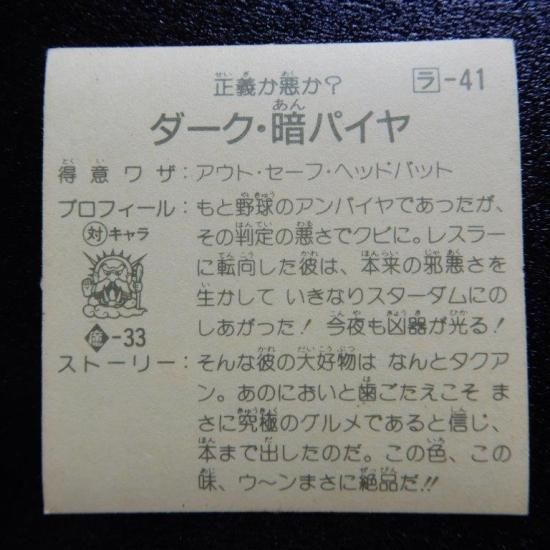 正義か悪か?
ラ-41
ダーク・暗パイヤ
得意ワザ:アウト・セーフ・ヘッドバット
プロフィール:もと野球のアンパイヤであったが、
その判定の悪さでクビに。レスラー
に転向した彼は、本来の邪悪さを
生かして いきなりスターダムにの
しあがった! 今夜も凶器が光る!
対キャラ
-33
ストーリー:そんな彼の大好物は なんとタクア
ン。あのにおいと歯ごたえこそ ま
さに究極のグルメであると信じ、
本まで出したのだ。この色、この
味、ウ〜ンまさに絶品だ!!